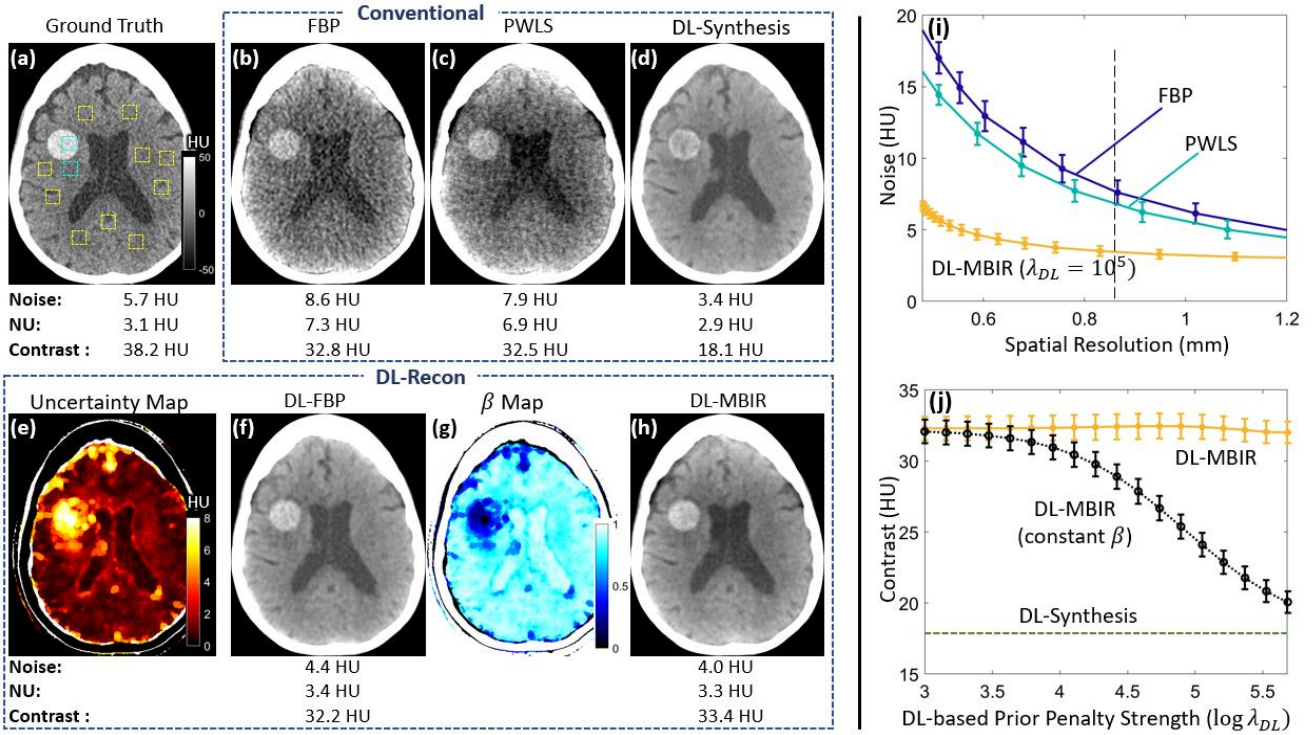 Conventional
Ground Truth
FBP
PWLS
DL-Synthesis
(a)
(b)
(c)
(d)
HU
50
0
-50
Noise: 5.7 HU 8.6 HU 7.9 HU 3.4 HU
NU: 3.1 HU 7.3 HU 6.9 HU 2.9 HU
Contrast : 38.2 HU 32.8 HU 32.5 HU 18.1 HU
DL-Recon
Uncertainty Map
DL-FBP
β Map
DL-MBIR
(e)
(f)
(g)
(h)
HU
8
6
4
2
0
1
0.5
0
Noise: 4.4 HU 4.0 HU
NU: 3.4 HU 3.3 HU
Contrast : 32.2 HU 33.4 HU
(i)
Noise (HU)
20
15
10
5
0
FBP
PWLS
DL-MBIR (λ_DL = 10⁵)
0.6 0.8 1 1.2
Spatial Resolution (mm)
(j)
Contrast (HU)
35
30
25
20
15
DL-MBIR
DL-MBIR
(constant β)
DL-Synthesis
3 3.5 4 4.5 5 5.5
DL-based Prior Penalty Strength (log λ_DL)